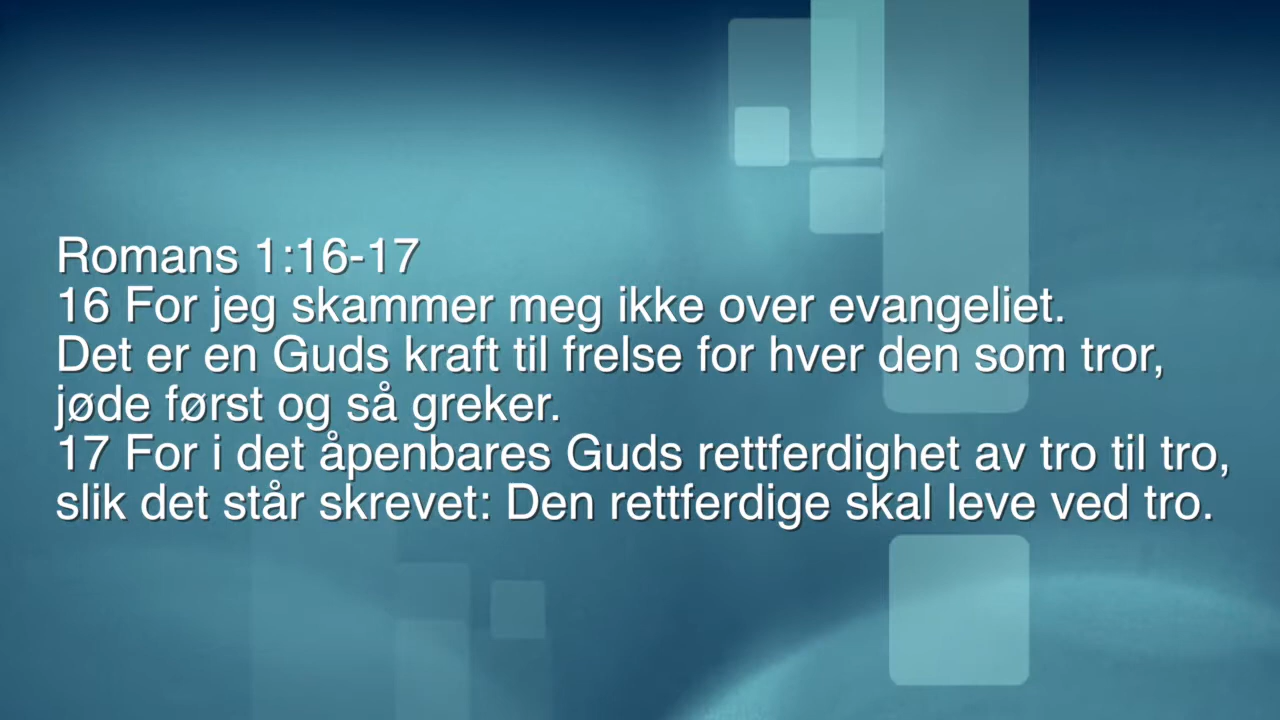 Romans 1:16-17
16 For jeg skammer meg ikke over evangeliet.
Det er en Guds kraft til frelse for hver den som tror,
jøde først og så greker.
17 For i det åpenbares Guds rettferdighet av tro til tro,
slik det står skrevet: Den rettferdige skal leve ved tro.